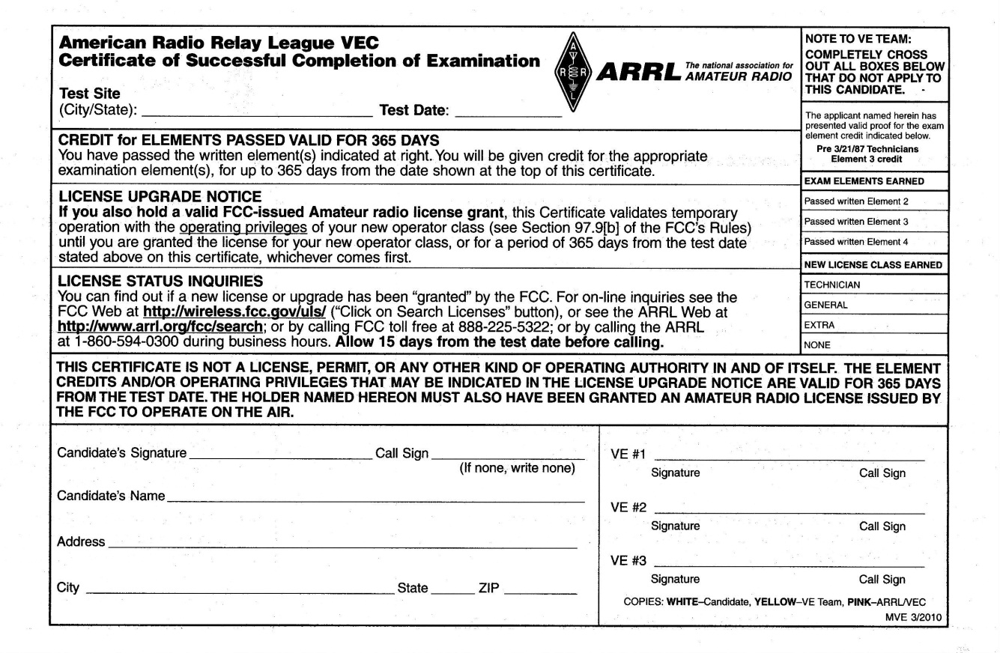 American Radio Relay League VEC
Certificate of Successful Completion of Examination
A
R R
L
ARRL The national association for
AMATEUR RADIO
Test Site
(City/State): Test Date:
NOTE TO VE TEAM:
COMPLETELY CROSS
OUT ALL BOXES BELOW
THAT DO NOT APPLY TO
THIS CANDIDATE.
The applicant named herein has
presented valid proof for the exam
element credit indicated below.
Pre 3/21/87 Technicians
Element 3 credit
EXAM ELEMENTS EARNED
Passed written Element 2
Passed written Element 3
Passed written Element 4
NEW LICENSE CLASS EARNED
TECHNICIAN
GENERAL
EXTRA
NONE
CREDIT for ELEMENTS PASSED VALID FOR 365 DAYS
You have passed the written element(s) indicated at right. You will be given credit for the appropriate
examination element(s), for up to 365 days from the date shown at the top of this certificate.
LICENSE UPGRADE NOTICE
If you also hold a valid FCC-issued Amateur radio license grant, this Certificate validates temporary
operation with the operating privileges of your new operator class (see Section 97.9[b] of the FCC's Rules)
until you are granted the license for your new operator class, or for a period of 365 days from the test date
stated above on this certificate, whichever comes first.
LICENSE STATUS INQUIRIES
You can find out if a new license or upgrade has been "granted" by the FCC. For on-line inquiries see the
FCC Web at http://wireless.fcc.gov/uls/ ("Click on Search Licenses" button), or see the ARRL Web at
http://www.arrl.org/fcc/search; or by calling FCC toll free at 888-225-5322; or by calling the ARRL
at 1-860-594-0300 during business hours. Allow 15 days from the test date before calling.
THIS CERTIFICATE IS NOT A LICENSE, PERMIT, OR ANY OTHER KIND OF OPERATING AUTHORITY IN AND OF ITSELF. THE ELEMENT
CREDITS AND/OR OPERATING PRIVILEGES THAT MAY BE INDICATED IN THE LICENSE UPGRADE NOTICE ARE VALID FOR 365 DAYS
FROM THE TEST DATE. THE HOLDER NAMED HEREON MUST ALSO HAVE BEEN GRANTED AN AMATEUR RADIO LICENSE ISSUED BY
THE FCC TO OPERATE ON THE AIR.
Candidate's Signature Call Sign
(If none, write none)
Candidate's Name
Address
City State ZIP
VE #1
Signature Call Sign
VE #2
Signature Call Sign
VE #3
Signature Call Sign
COPIES: WHITE–Candidate, YELLOW–VE Team, PINK–ARRL/VEC
MVE 3/2010